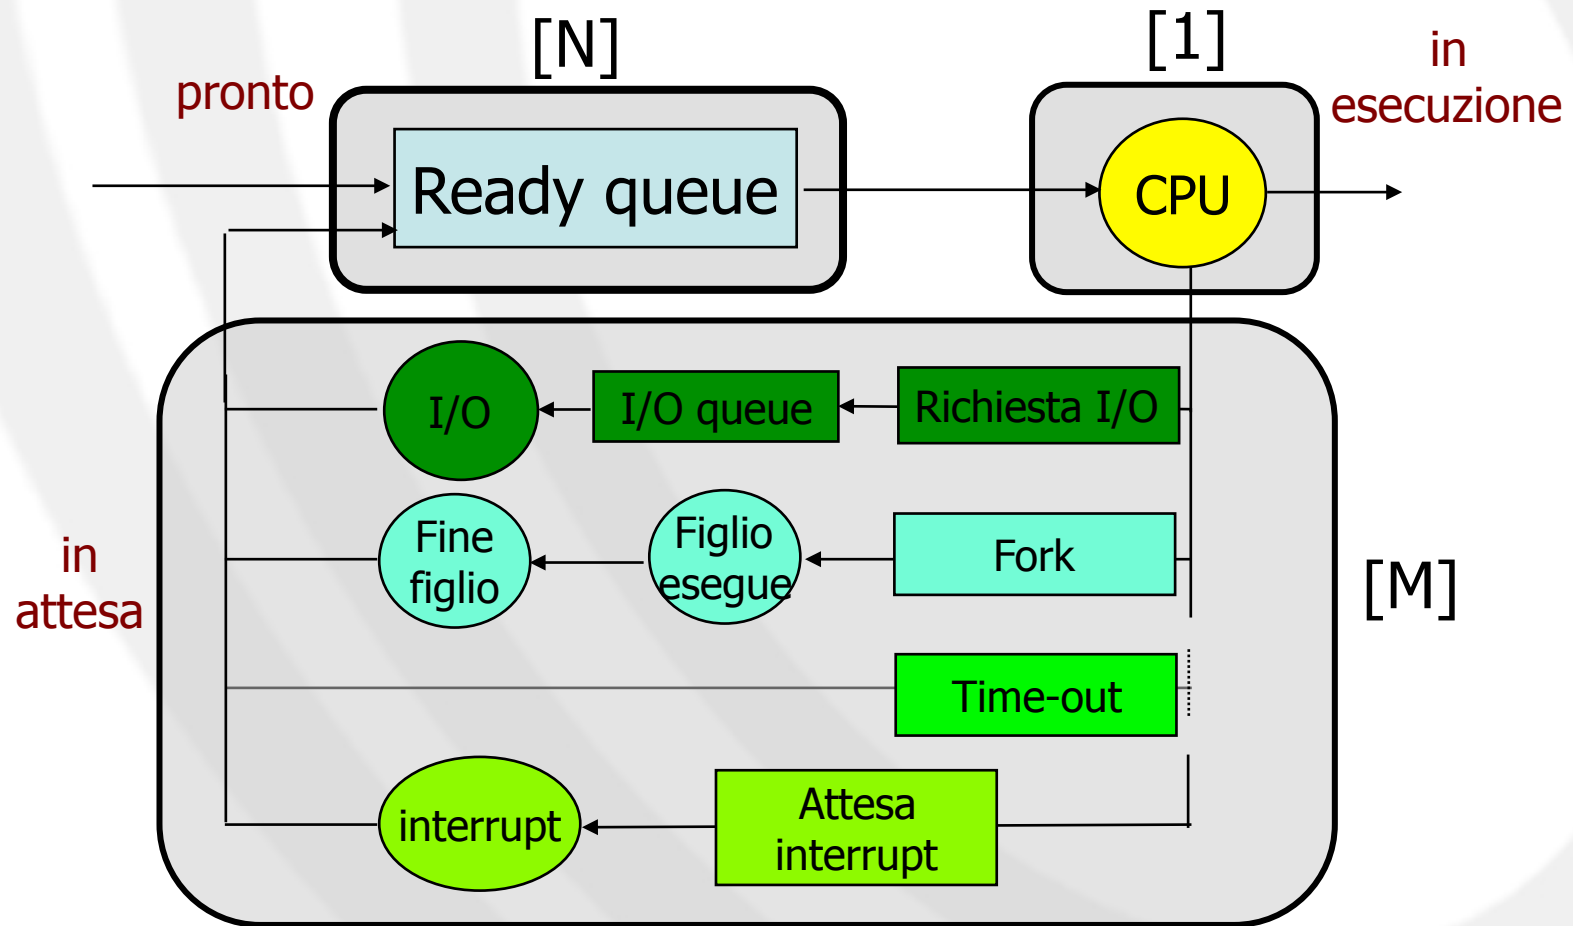 [N]
[1]
pronto
in
esecuzione
Ready queue
CPU
I/O
I/O queue
Richiesta I/O
in
attesa
Fine
figlio
Figlio
esegue
Fork
[M]
Time-out
interrupt
Attesa
interrupt